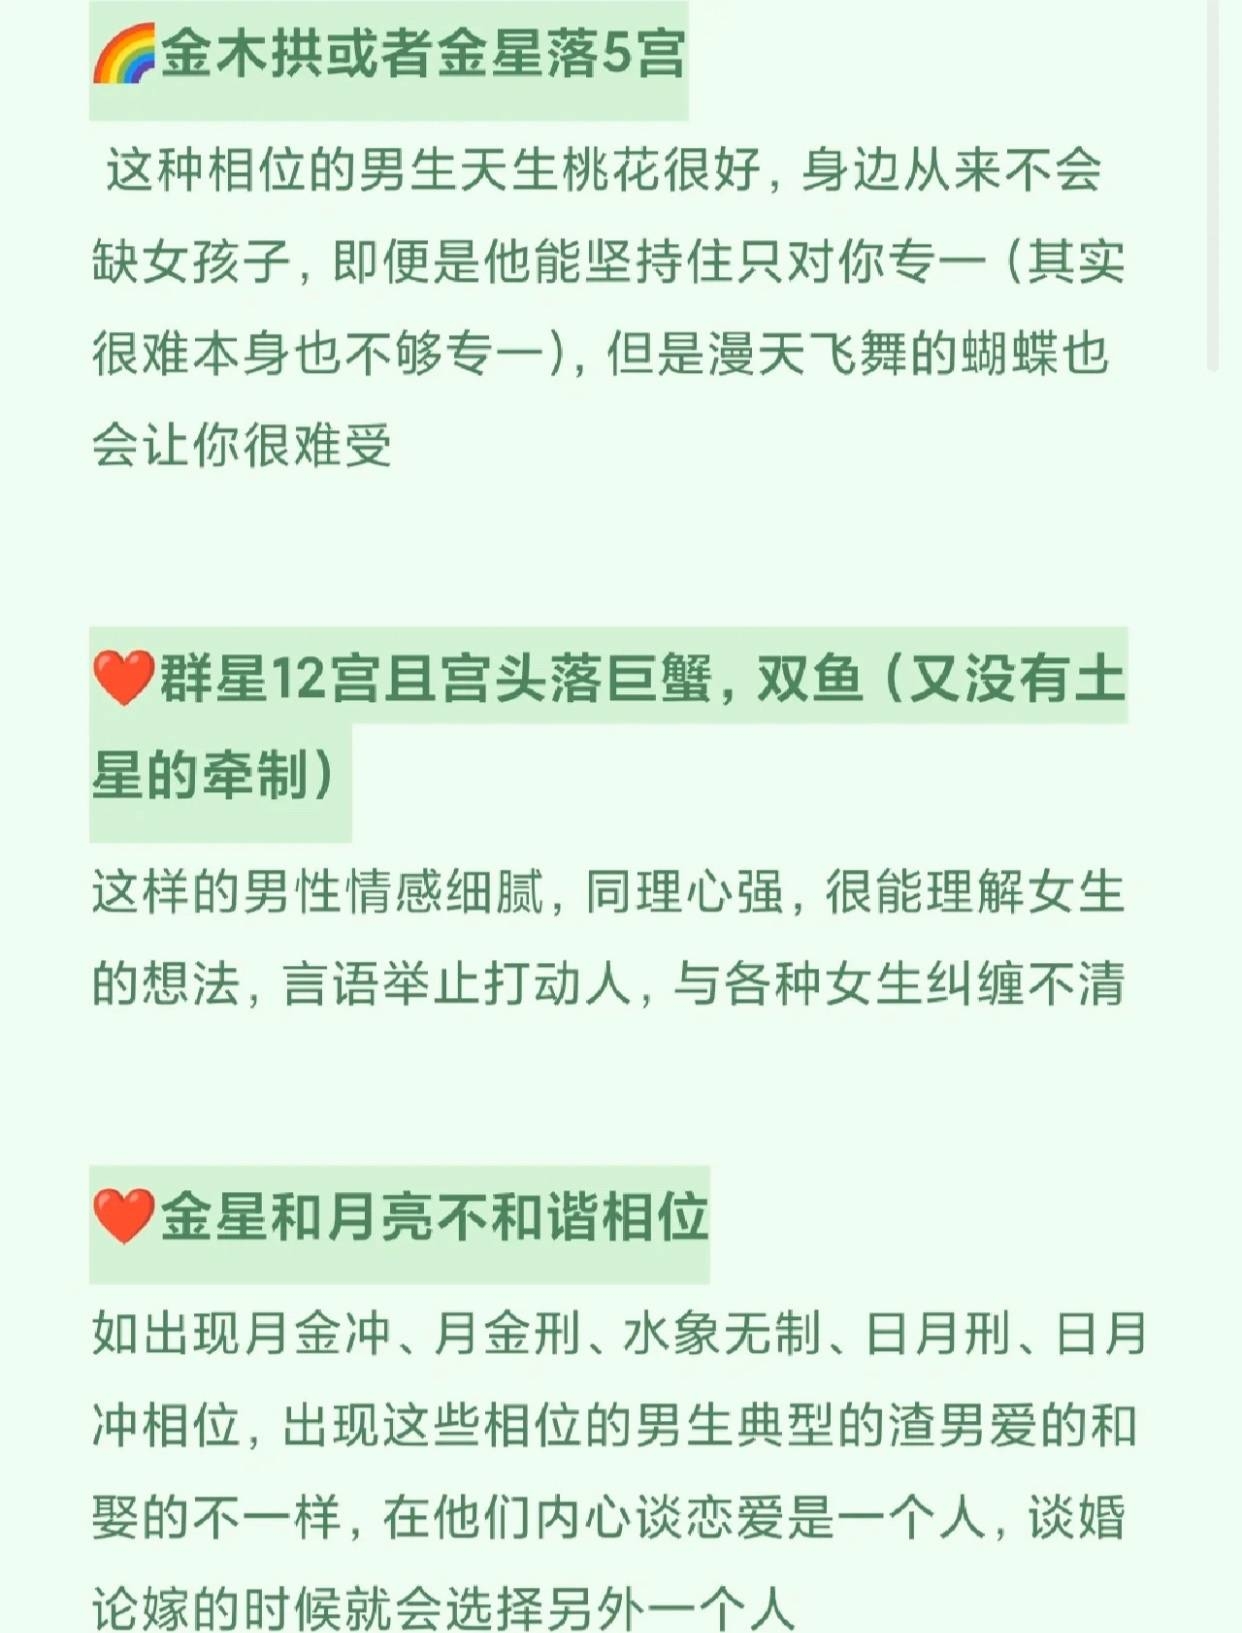 🌈金木拱或者金星落5宫
这种相位的男生天生桃花很好，身边从来不会
缺女孩子，即便是他能坚持住只对你专一（其实
很难本身也不够专一），但是漫天飞舞的蝴蝶也
会让你很难受
❤️群星12宫且宫头落巨蟹，双鱼（又没有土
星的牵制）
这样的男性情感细腻，同理心强，很能理解女生
的想法，言语举止打动人，与各种女生纠缠不清
❤️金星和月亮不和谐相位
如出现月金冲、月金刑、水象无制、日月刑、日月
冲相位，出现这些相位的男生典型的渣男爱的和
娶的不一样，在他们内心谈恋爱是一个人，谈婚
论嫁的时候就会选择另外一个人